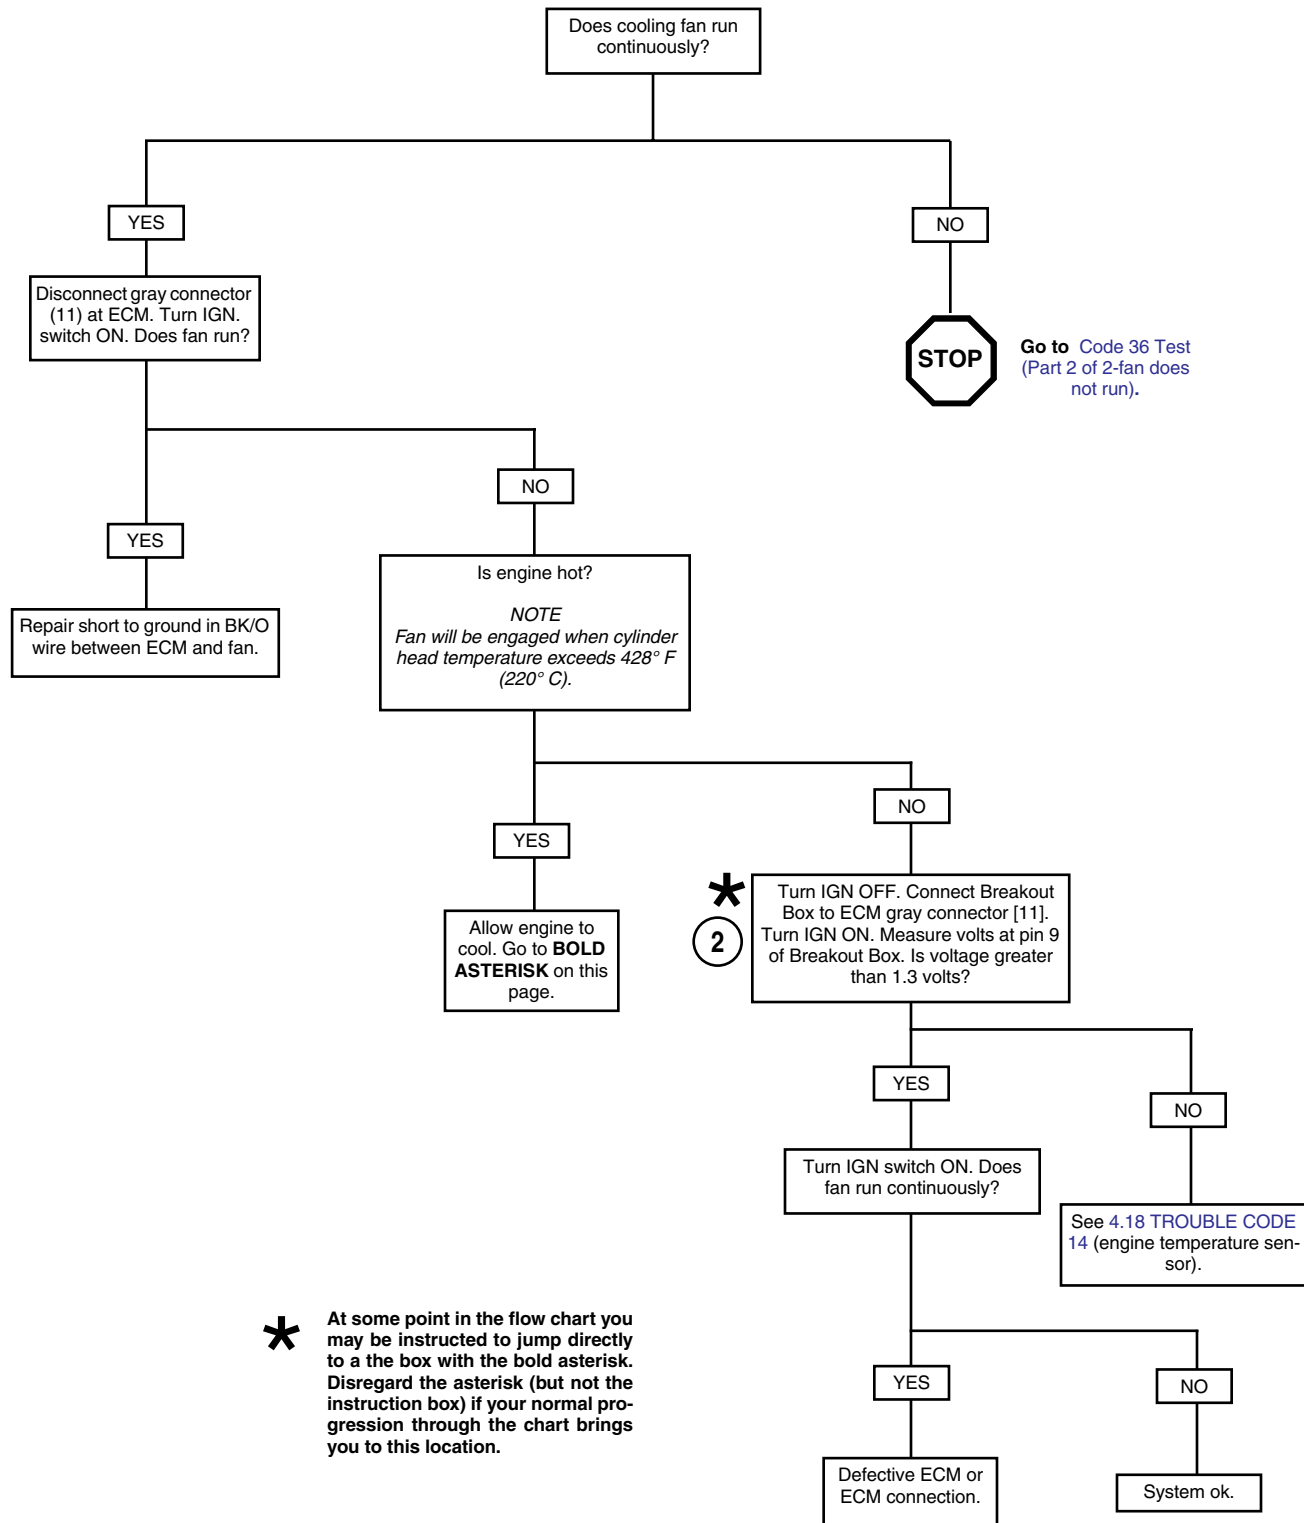 Does cooling fan run
continuously?
YES
NO
Disconnect gray connector
(11) at ECM. Turn IGN.
switch ON. Does fan run?
STOP
Go to Code 36 Test
(Part 2 of 2-fan does
not run).
NO
YES
Is engine hot?
NOTE
Fan will be engaged when cylinder
head temperature exceeds 428° F
(220° C).
Repair short to ground in BK/O
wire between ECM and fan.
NO
YES
*
2
Turn IGN OFF. Connect Breakout
Box to ECM gray connector [11].
Turn IGN ON. Measure volts at pin 9
of Breakout Box. Is voltage greater
than 1.3 volts?
Allow engine to
cool. Go to BOLD
ASTERISK on this
page.
YES
NO
Turn IGN switch ON. Does
fan run continuously?
See 4.18 TROUBLE CODE
14 (engine temperature sen-
sor).
*
At some point in the flow chart you
may be instructed to jump directly
to a the box with the bold asterisk.
Disregard the asterisk (but not the
instruction box) if your normal pro-
gression through the chart brings
you to this location.
YES
NO
Defective ECM or
ECM connection.
System ok.